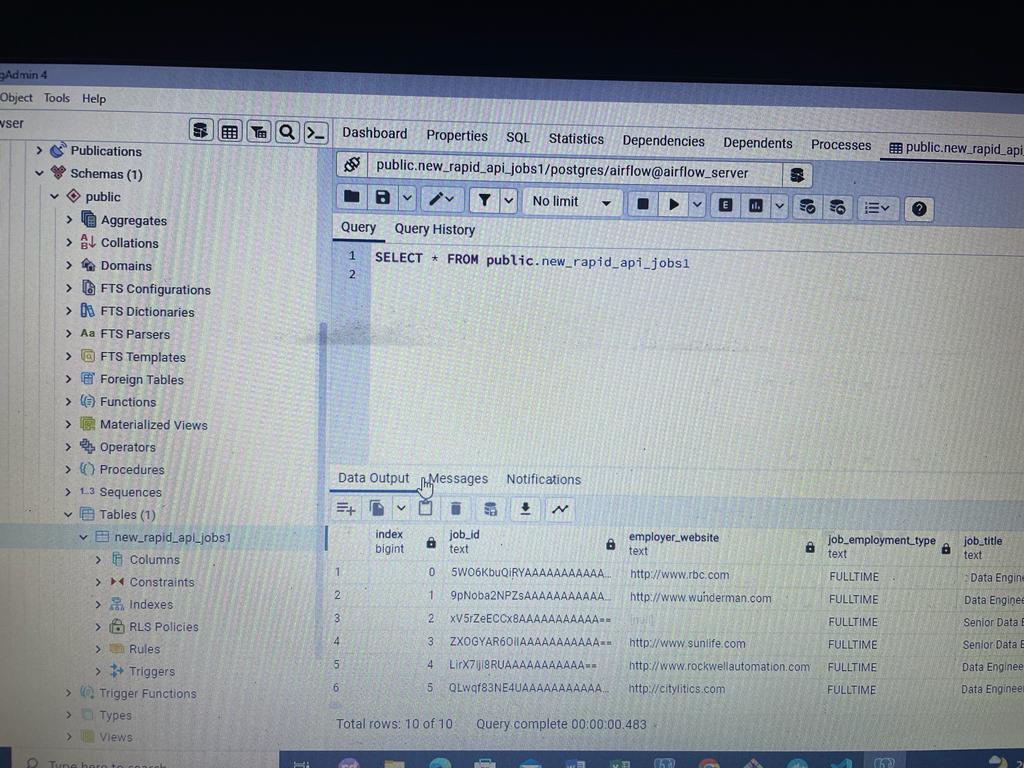 gAdmin 4
Object Tools Help
wser
Dashboard Properties SQL Statistics Dependencies Dependents Processes public.new_rapid_api
public.new_rapid_api_jobs1/postgres/airflow@airflow_server
No limit
Query Query History
1 SELECT * FROM public.new_rapid_api_jobs1
2
Publications
Schemas (1)
public
Aggregates
Collations
Domains
FTS Configurations
FTS Dictionaries
Aa FTS Parsers
FTS Templates
Foreign Tables
Functions
Materialized Views
Operators
Procedures
1..3 Sequences
Tables (1)
new_rapid_api_jobs1
Columns
Constraints
Indexes
RLS Policies
Rules
Triggers
Trigger Functions
Types
Views
Data Output Messages Notifications
index job_id employer_website job_employment_type job_title
bigint text text text text
1 0 5WO6KbuQiRYAAAAAAAAAAA... http://www.rbc.com FULLTIME : Data Engin
2 1 9pNoba2NPZsAAAAAAAAAAA... http://www.wunderman.com FULLTIME Data Enginee
3 2 xV5rZeECCx8AAAAAAAAAAA== [null] FULLTIME Senior Data E
4 3 ZXOGYAR6OiIAAAAAAAAAAA== http://www.sunlife.com FULLTIME Senior Data E
5 4 LirX7Iji8RUAAAAAAAAAAA== http://www.rockwellautomation.com FULLTIME Data Enginee
6 5 QLwqf83NE4UAAAAAAAAAAA... http://citylitics.com FULLTIME Data Enginee
Total rows: 10 of 10 Query complete 00:00:00.483
Type here to search